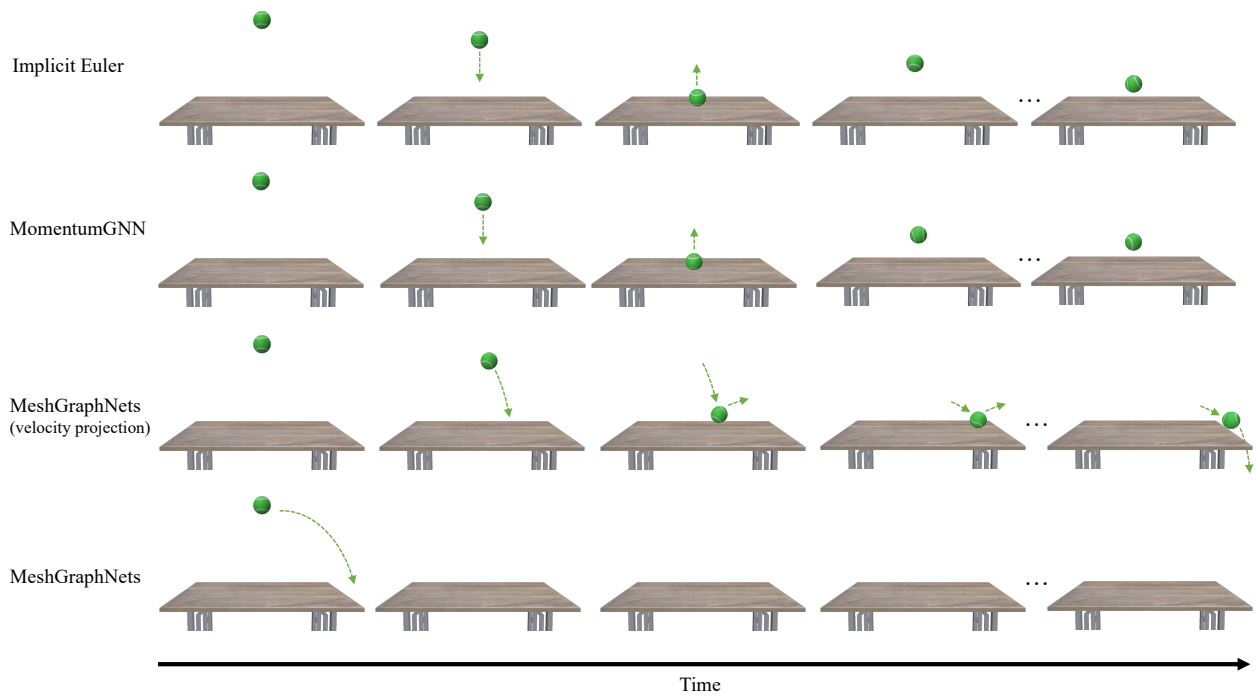 Implicit Euler
...
MomentumGNN
...
MeshGraphNets
(velocity projection)
...
MeshGraphNets
...
Time